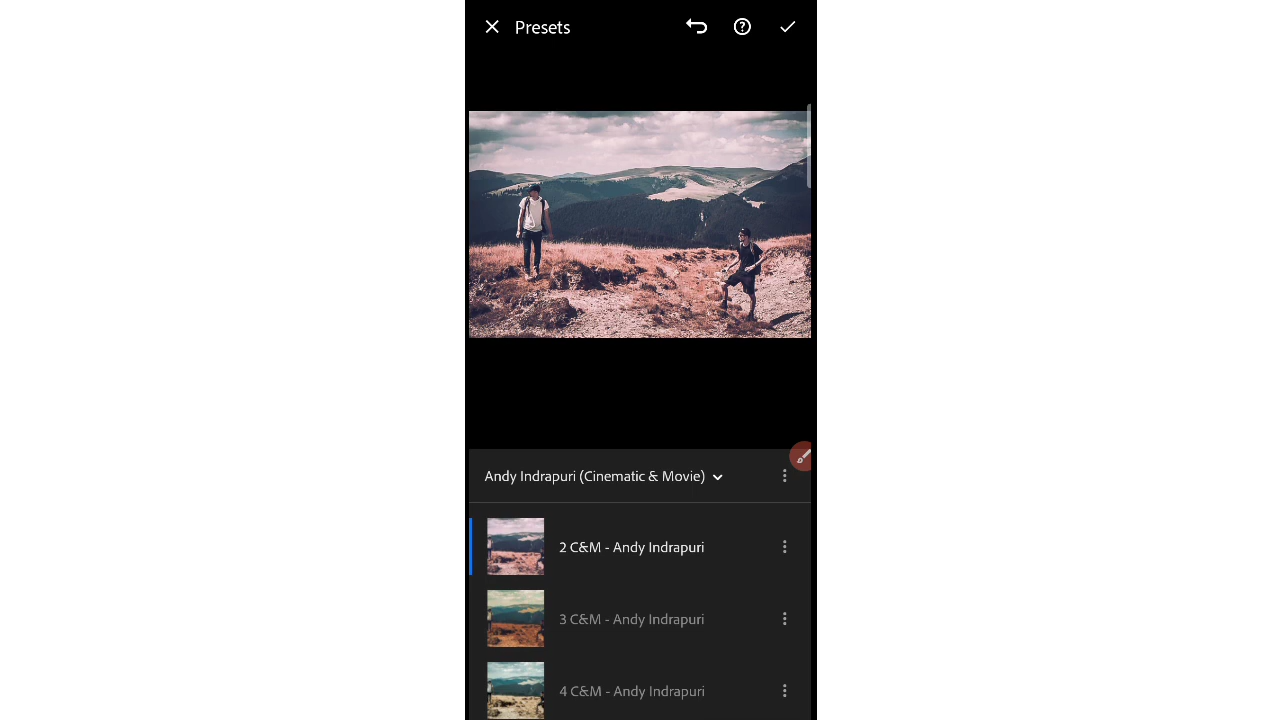 Presets
Andy Indrapuri (Cinematic & Movie)
2 C&M - Andy Indrapuri
3 C&M - Andy Indrapuri
4 C&M - Andy Indrapuri